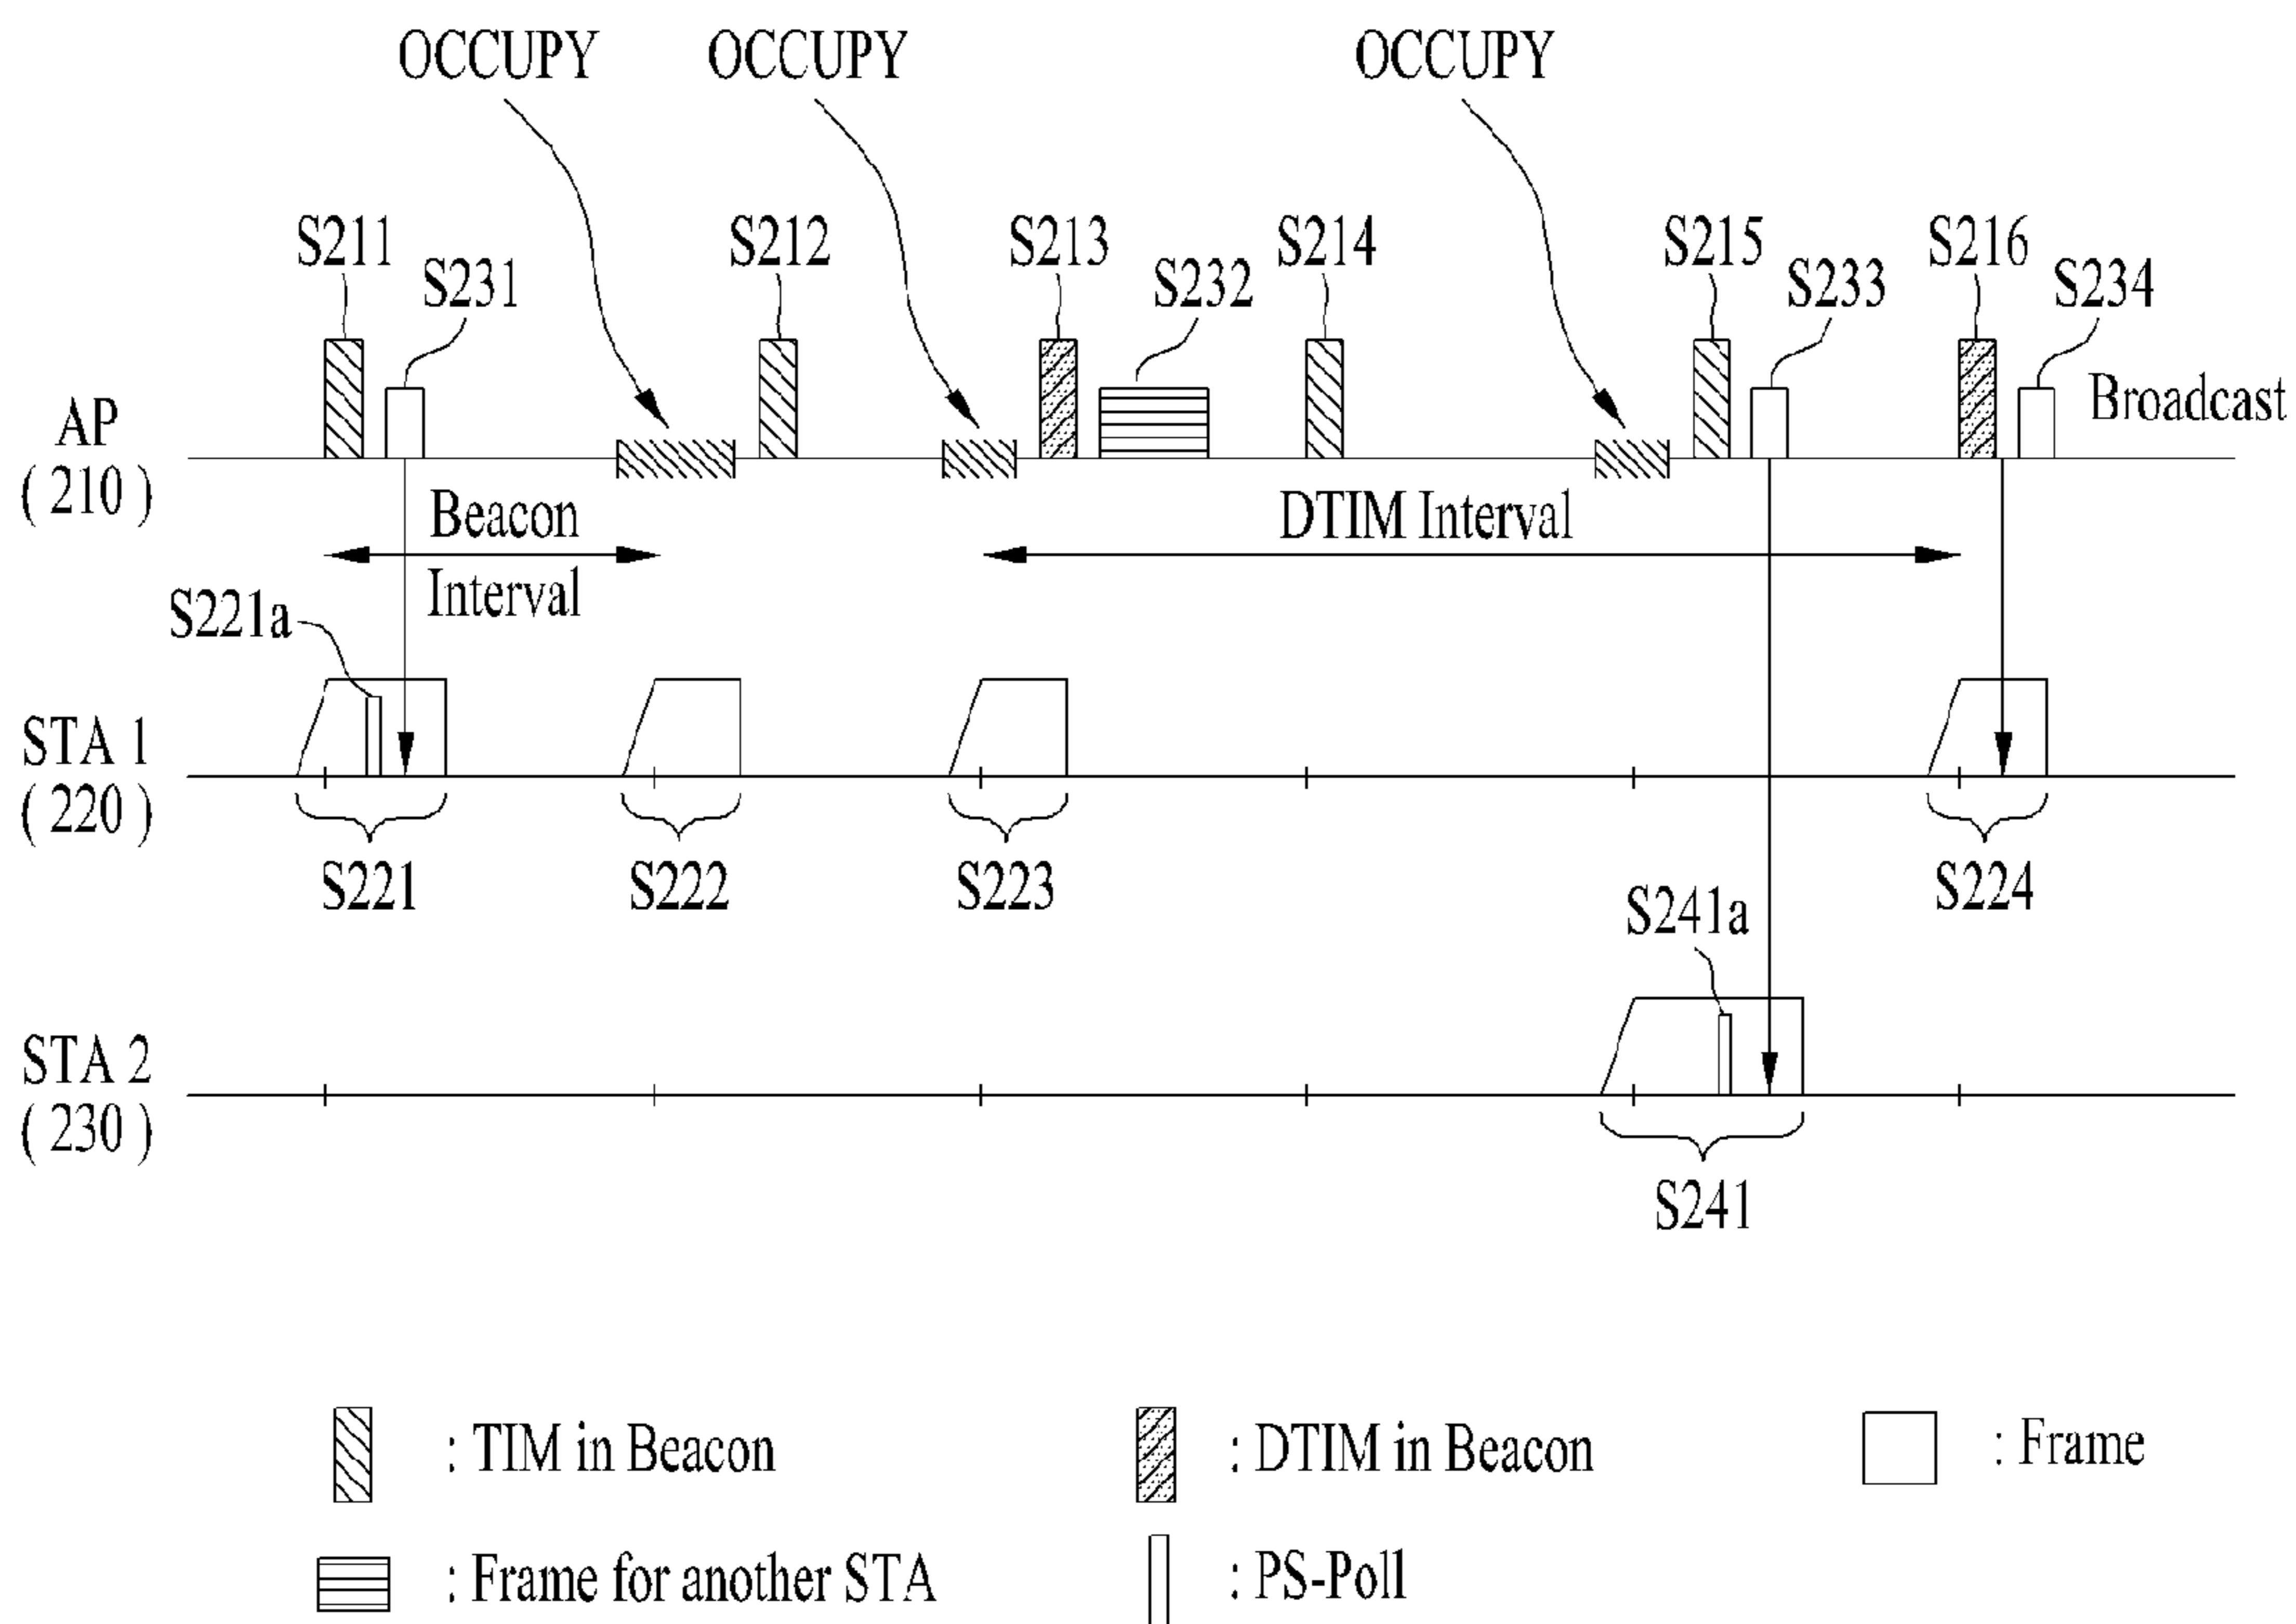 OCCUPY OCCUPY OCCUPY
S211 S212 S213 S214 S215 S216
S231 S232 S233 S234
Broadcast
AP
( 210 )
Beacon
Interval
DTIM Interval
S221a
STA 1
( 220 )
S221 S222 S223 S224
S241a
STA 2
( 230 )
S241
: TIM in Beacon : DTIM in Beacon : Frame
: Frame for another STA : PS-Poll